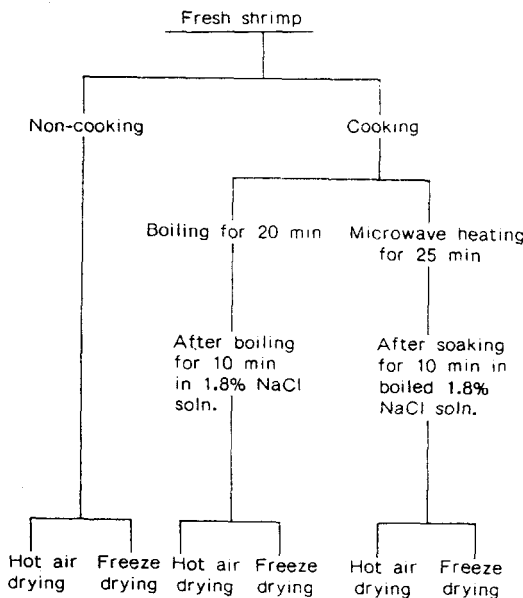 Fresh shrimp
Non-cooking
Cooking
Boiling for 20 min
Microwave heating
for 25 min
After boiling
for 10 min
in 1.8% NaCl
soln.
After soaking
for 10 min in
boiled 1.8%
NaCl soln.
Hot air
drying
Freeze
drying
Hot air
drying
Freeze
drying
Hot air
drying
Freeze
drying